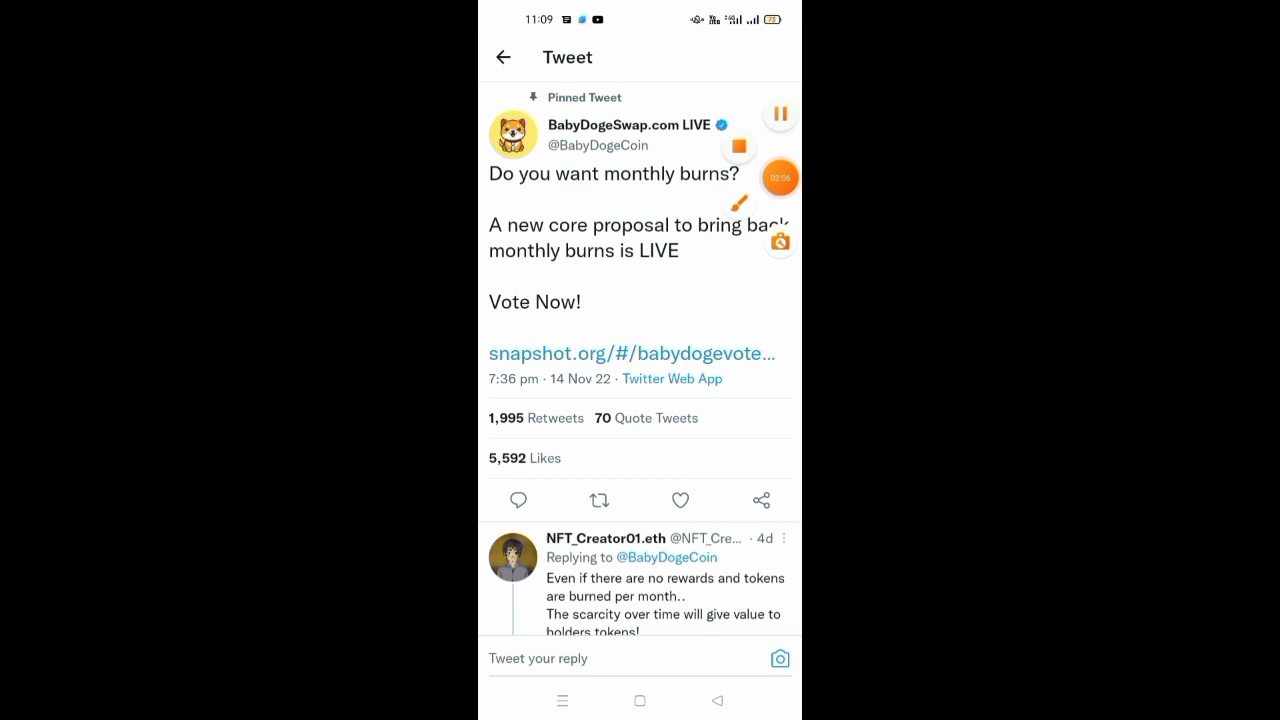 11:09
73
Tweet
Pinned Tweet
BabyDogeSwap.com LIVE
@BabyDogeCoin
Do you want monthly burns?
02:06
A new core proposal to bring back
monthly burns is LIVE
Vote Now!
snapshot.org/#/babydogevote...
7:36 pm · 14 Nov 22 · Twitter Web App
1,995 Retweets 70 Quote Tweets
5,592 Likes
NFT_Creator01.eth @NFT_Cre... · 4d
Replying to @BabyDogeCoin
Even if there are no rewards and tokens
are burned per month..
The scarcity over time will give value to
holders tokens!
Tweet your reply